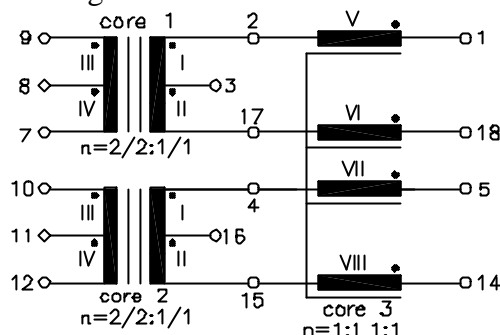 core 1 2 V
9 1
III I
8 3
IV II 17 VI
7 18
n=2/2:1/1
VII
10 5
III I 4
11 16
IV II VIII
12 14
core 2 15
core 3
n=2/2:1/1
n=1:1 1:1